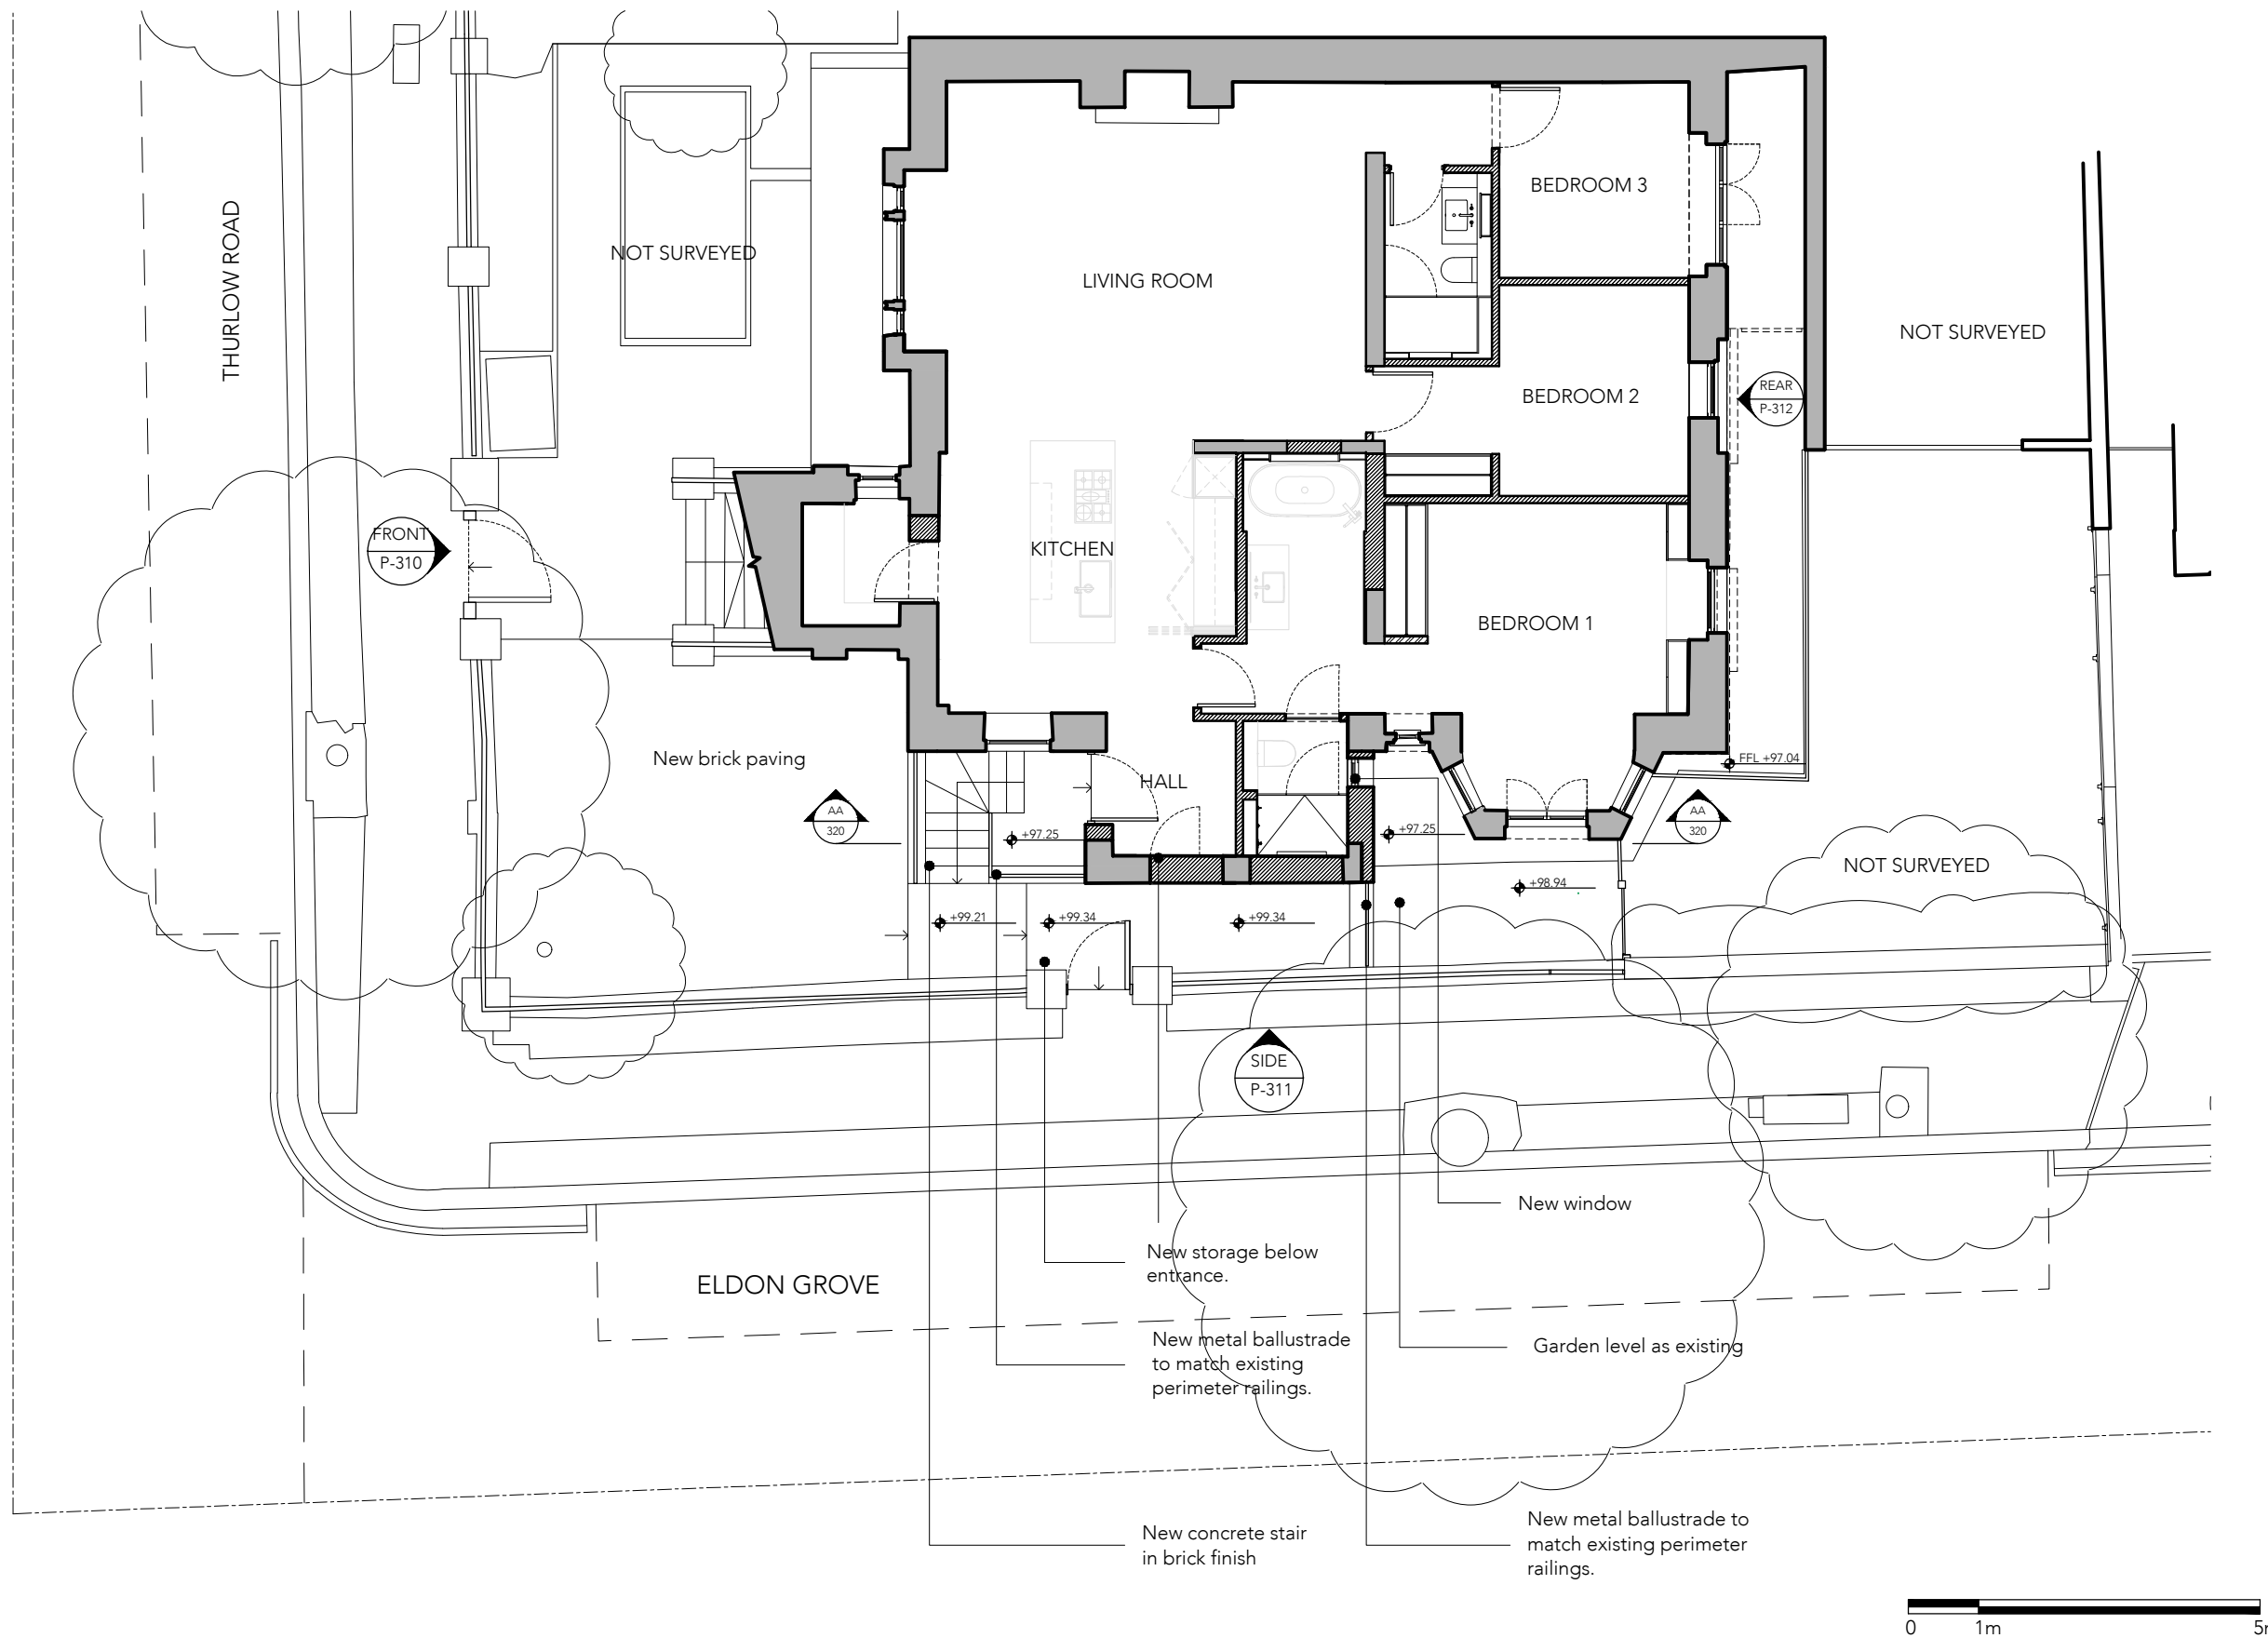 THURLOW ROAD
NOT SURVEYED
LIVING ROOM
BEDROOM 3
BEDROOM 2
NOT SURVEYED
REAR
P-312
FRONT
P-310
KITCHEN
BEDROOM 1
New brick paving
HALL
FFL +97.04
AA
320
+97.25
+97.25
AA
320
NOT SURVEYED
+98.94
+99.21
+99.34
+99.34
SIDE
P-311
New window
New storage below
entrance.
ELDON GROVE
New metal ballustrade
to match existing
perimeter railings.
Garden level as existing
New concrete stair
in brick finish
New metal ballustrade to
match existing perimeter
railings.
0 1m 5